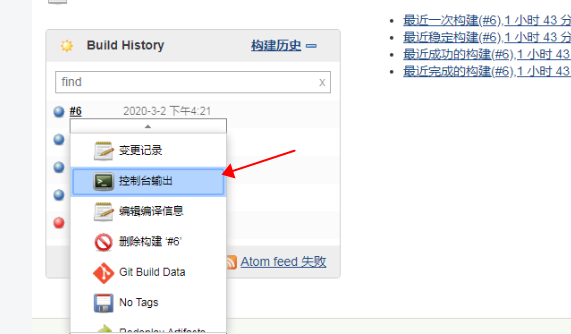 最近一次构建(#6),1 小时 43 分
最近稳定构建(#6),1 小时 43 分
最近成功的构建(#6),1 小时 43
最近完成的构建(#6),1 小时 43
Build History 构建历史
find x
#6 2020-3-2 下午4:21
变更记录
控制台输出
编辑编译信息
删除构建 '#6'
Atom feed 失败
Git Build Data
No Tags
Redeploy Artifacts